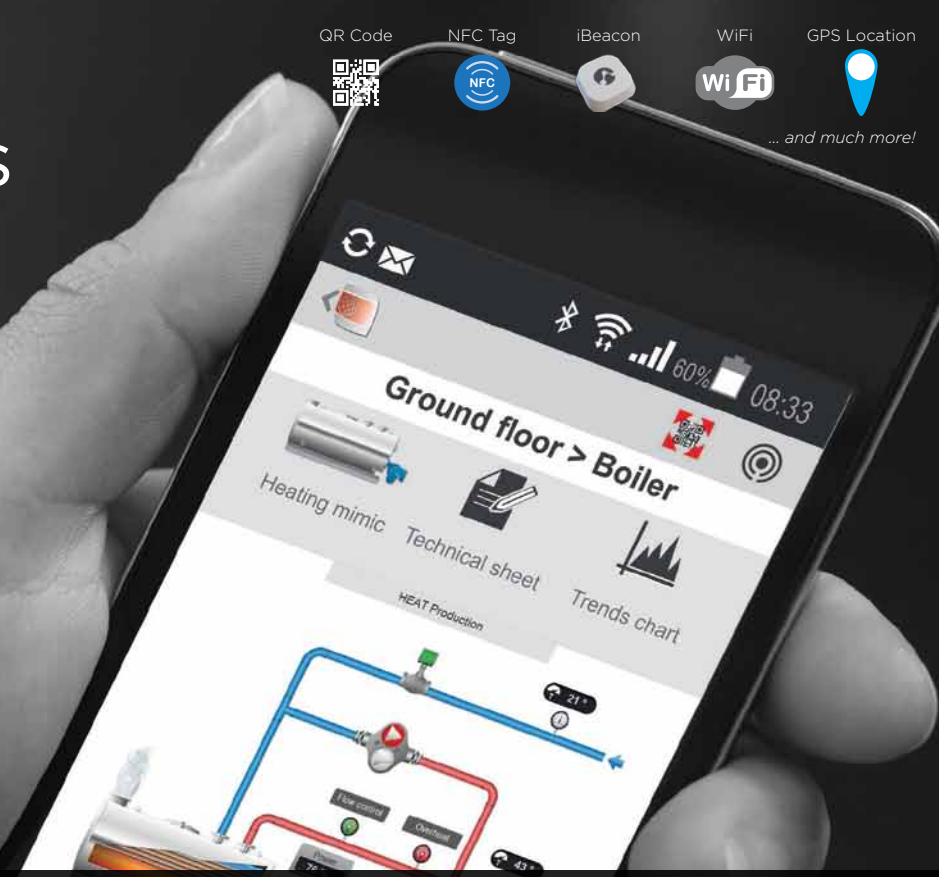 QR Code NFC Tag iBeacon WiFi GPS Location
NFC
Wi Fi
... and much more!
s
60% 08:33
Ground floor > Boiler
Heating mimic Technical sheet Trends chart
HEAT Production
21°
Flow control
Overheat
Power
43°